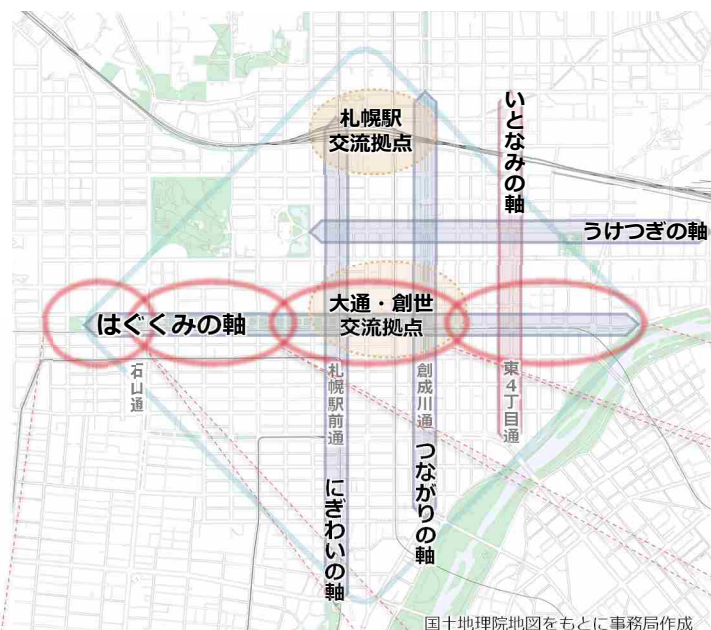 いとなみの軸
札幌駅
交流拠点
うけつぎの軸
大通・創世
交流拠点
はぐくみの軸
石山通
札幌駅前通
創成川通
東4丁目通
つながりの軸
にぎわいの軸
国土地理院地図をもとに事務局作成